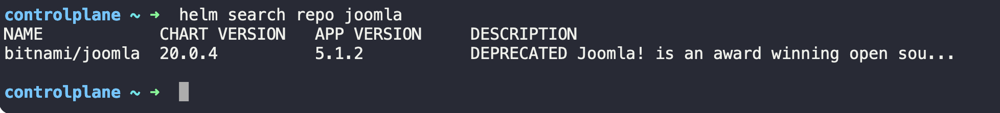 controlplane ~ ➜  helm search repo joomla
NAME            CHART VERSION   APP VERSION     DESCRIPTION
bitnami/joomla  20.0.4          5.1.2           DEPRECATED Joomla! is an award winning open sou...
controlplane ~ ➜